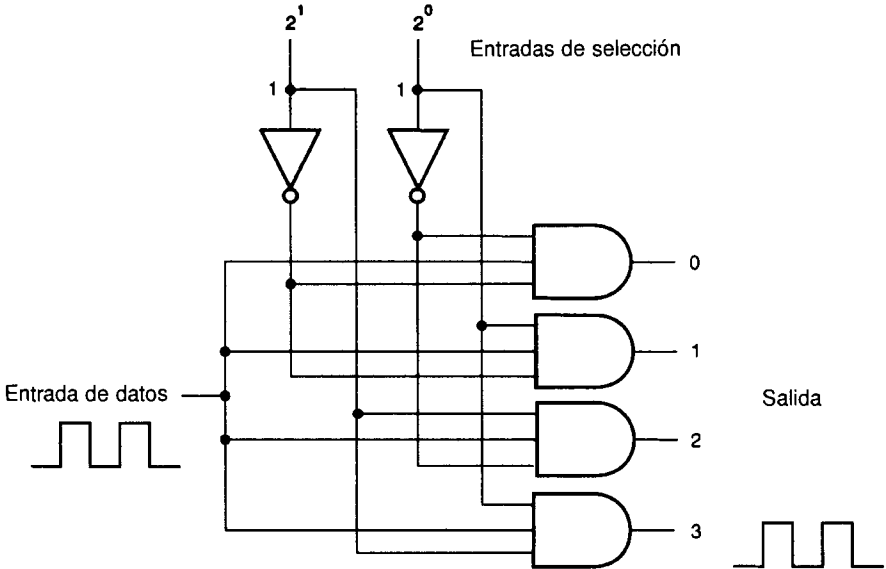 2¹ 2⁰
Entradas de selección
1 1
0
1
Entrada de datos
Salida
2
3